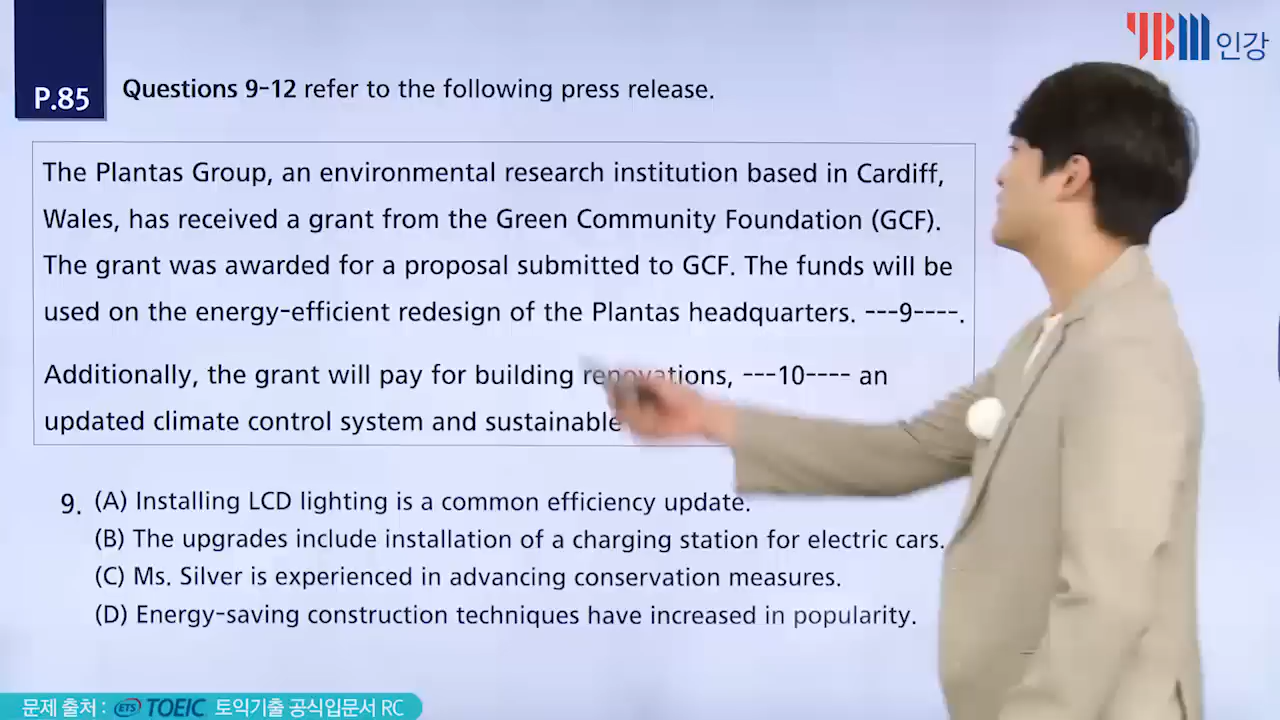 YBM 인강
P.85
Questions 9-12 refer to the following press release.
The Plantas Group, an environmental research institution based in Cardiff,
Wales, has received a grant from the Green Community Foundation (GCF).
The grant was awarded for a proposal submitted to GCF. The funds will be
used on the energy-efficient redesign of the Plantas headquarters. ---9----.
Additionally, the grant will pay for building renovations, ---10---- an
updated climate control system and sustainable
9. (A) Installing LCD lighting is a common efficiency update.
(B) The upgrades include installation of a charging station for electric cars.
(C) Ms. Silver is experienced in advancing conservation measures.
(D) Energy-saving construction techniques have increased in popularity.
문제 출처 : ETS TOEIC 토익기출 공식입문서 RC